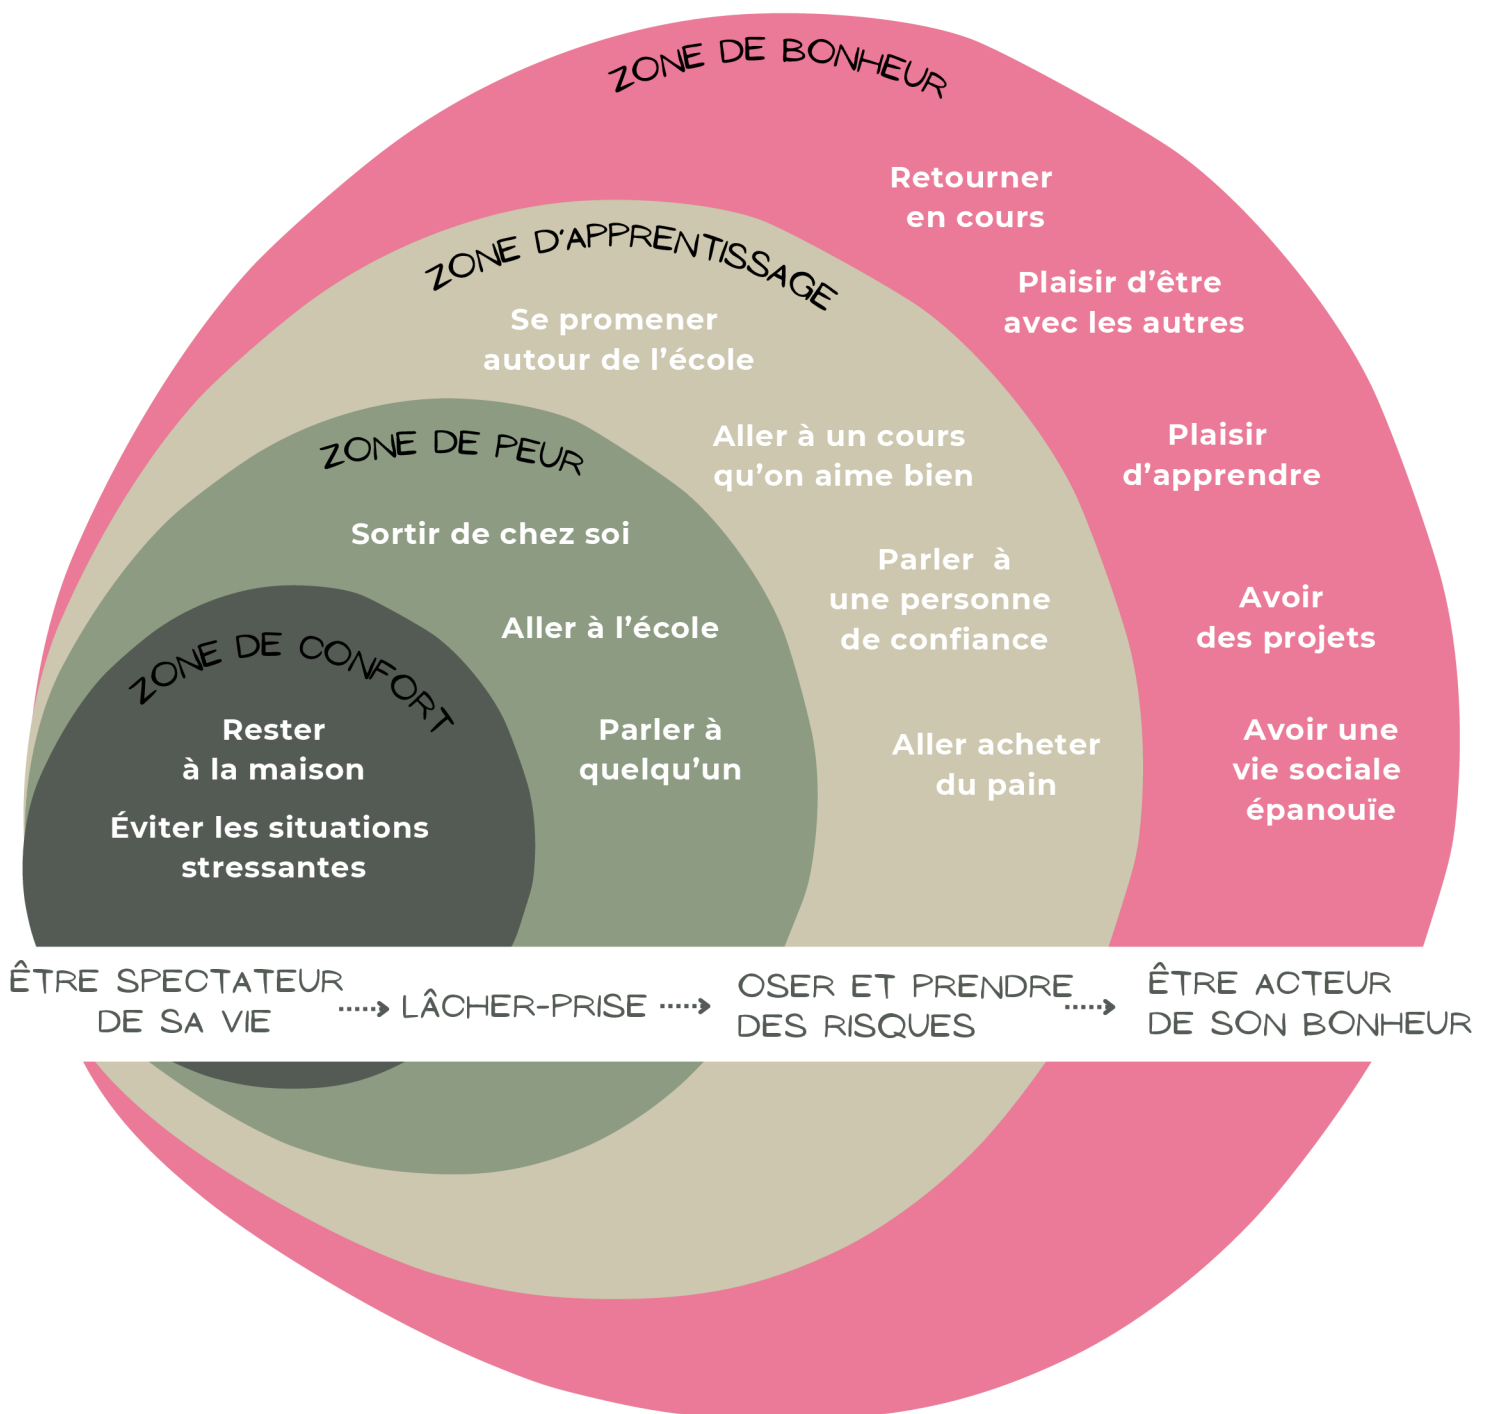 ZONE DE BONHEUR
Retourner
en cours
Plaisir d'être
avec les autres
Plaisir
d'apprendre
Avoir
des projets
Avoir une
vie sociale
épanouïe
ZONE D'APPRENTISSAGE
Se promener
autour de l'école
Aller à un cours
qu'on aime bien
Parler à
une personne
de confiance
Aller acheter
du pain
ZONE DE PEUR
Sortir de chez soi
Aller à l'école
Parler à
quelqu'un
ZONE DE CONFORT
Rester
à la maison
Éviter les situations
stressantes
ÊTRE SPECTATEUR
DE SA VIE
LÂCHER-PRISE
OSER ET PRENDRE
DES RISQUES
ÊTRE ACTEUR
DE SON BONHEUR